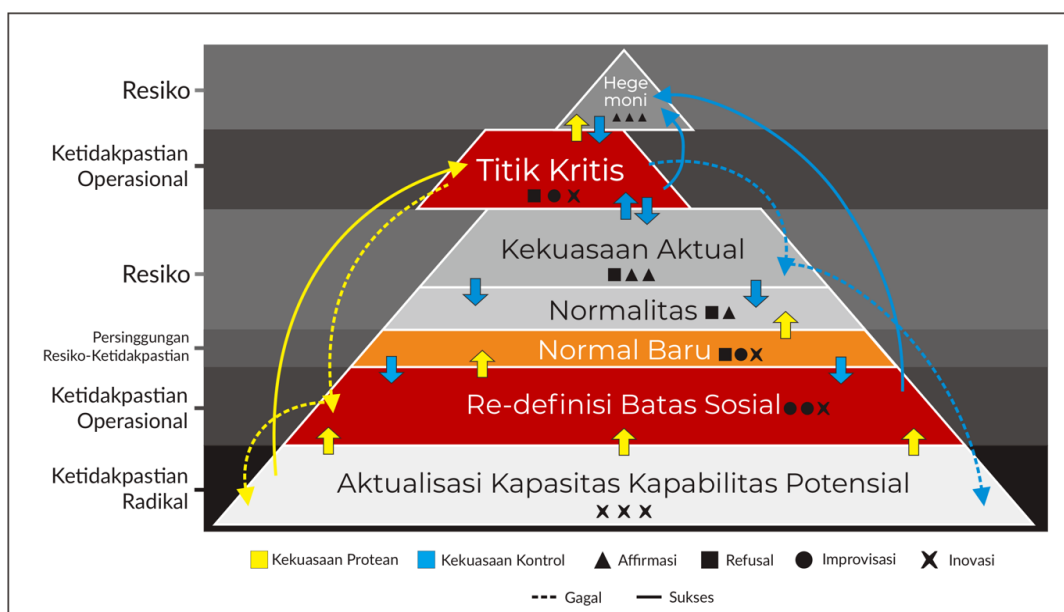 Resiko
Hege
moni
Ketidakpastian
Operasional
Titik Kritis
Resiko
Kekuasaan Aktual
Normalitas
Persinggungan
Resiko-Ketidakpastian
Normal Baru
Ketidakpastian
Operasional
Re-definisi Batas Sosial
Ketidakpastian
Radikal
Aktualisasi Kapasitas Kapabilitas Potensial
Kekuasaan Protean
Kekuasaan Kontrol
Affirmasi
Refusal
Improvisasi
Inovasi
Gagal
Sukses